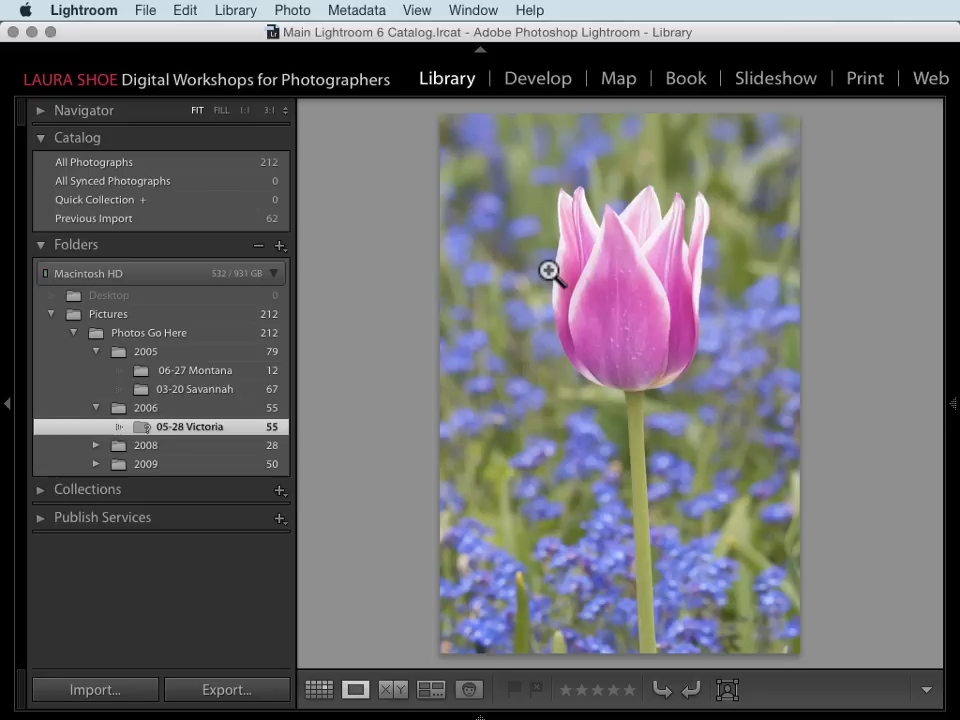 Lightroom File Edit Library Photo Metadata View Window Help
Main Lightroom 6 Catalog.lrcat - Adobe Photoshop Lightroom - Library
LAURA SHOE Digital Workshops for Photographers
Library | Develop | Map | Book | Slideshow | Print | Web
Navigator FIT FILL 1:1 3:1
Catalog
All Photographs 212
All Synced Photographs 0
Quick Collection + 0
Previous Import 62
Folders
Macintosh HD 532 / 931 GB
Desktop 0
Pictures 212
Photos Go Here 212
2005 79
06-27 Montana 12
03-20 Savannah 67
2006 55
05-28 Victoria 55
2008 28
2009 50
Collections
Publish Services
Import... Export...
XY